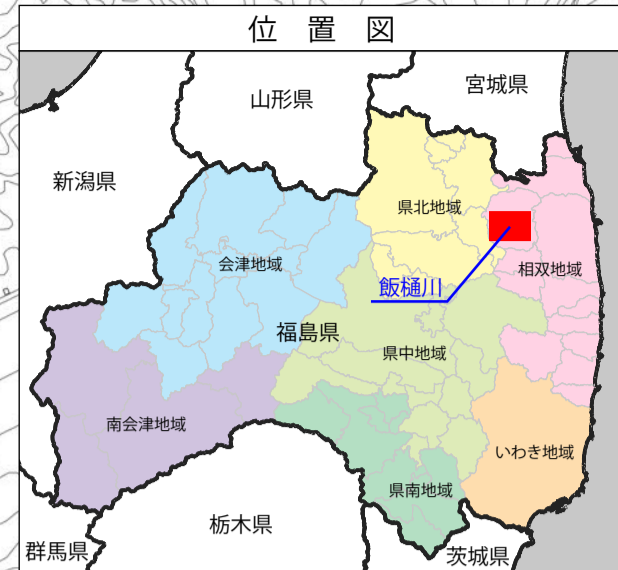 位置図
宮城県
山形県
新潟県
県北地域
会津地域
相双地域
飯樋川
福島県
県中地域
南会津地域
いわき地域
県南地域
栃木県
群馬県
茨城県